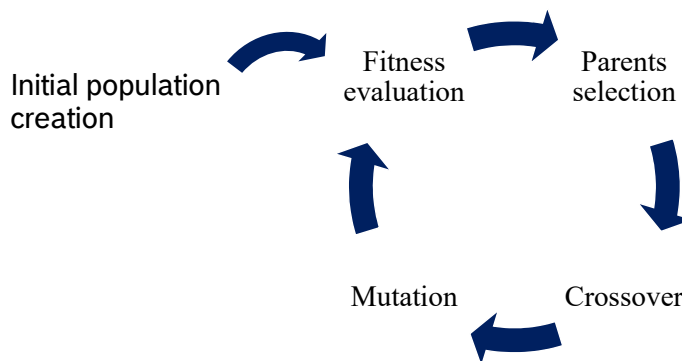 Initial population
creation
Fitness
evaluation
Parents
selection
Mutation
Crossover